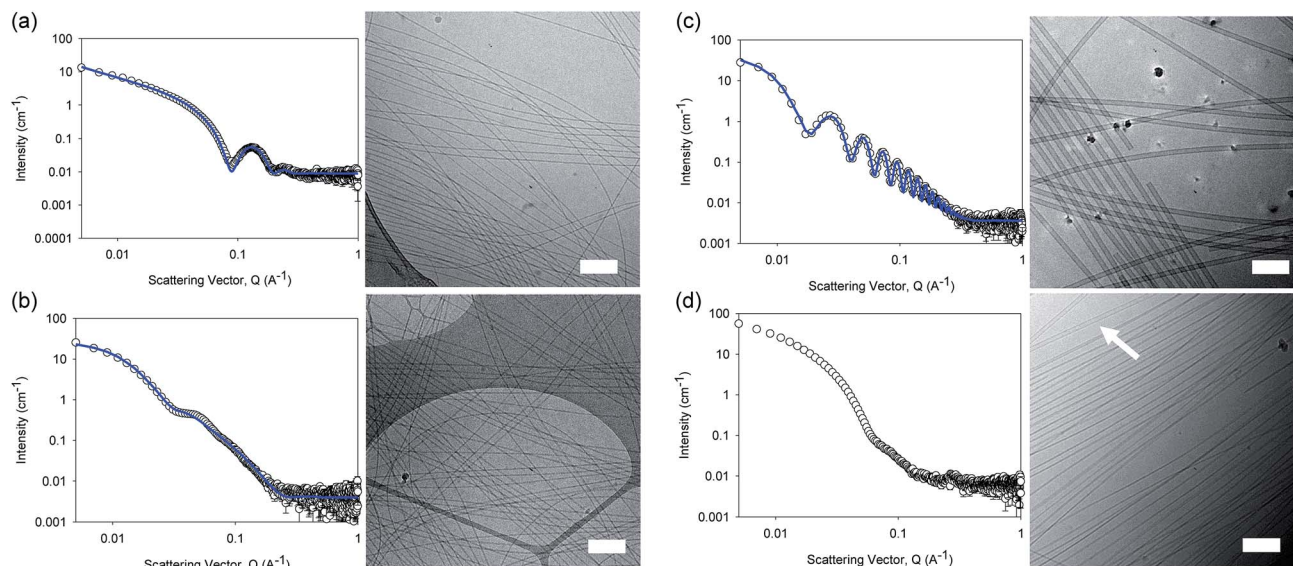 (a)
100
10
1
0.1
0.01
0.001
0.0001
Intensity (cm⁻¹)
0.01 0.1 1
Scattering Vector, Q (A⁻¹)
(b)
100
10
1
0.1
0.01
0.001
Intensity (cm⁻¹)
0.01 0.1 1
Scattering Vector, Q (A⁻¹)
(c)
100
10
1
0.1
0.01
0.001
Intensity (cm⁻¹)
0.01 0.1 1
Scattering Vector, Q (A⁻¹)
(d)
100
10
1
0.1
0.01
0.001
Intensity (cm⁻¹)
0.01 0.1 1
Scattering Vector, Q (A⁻¹)